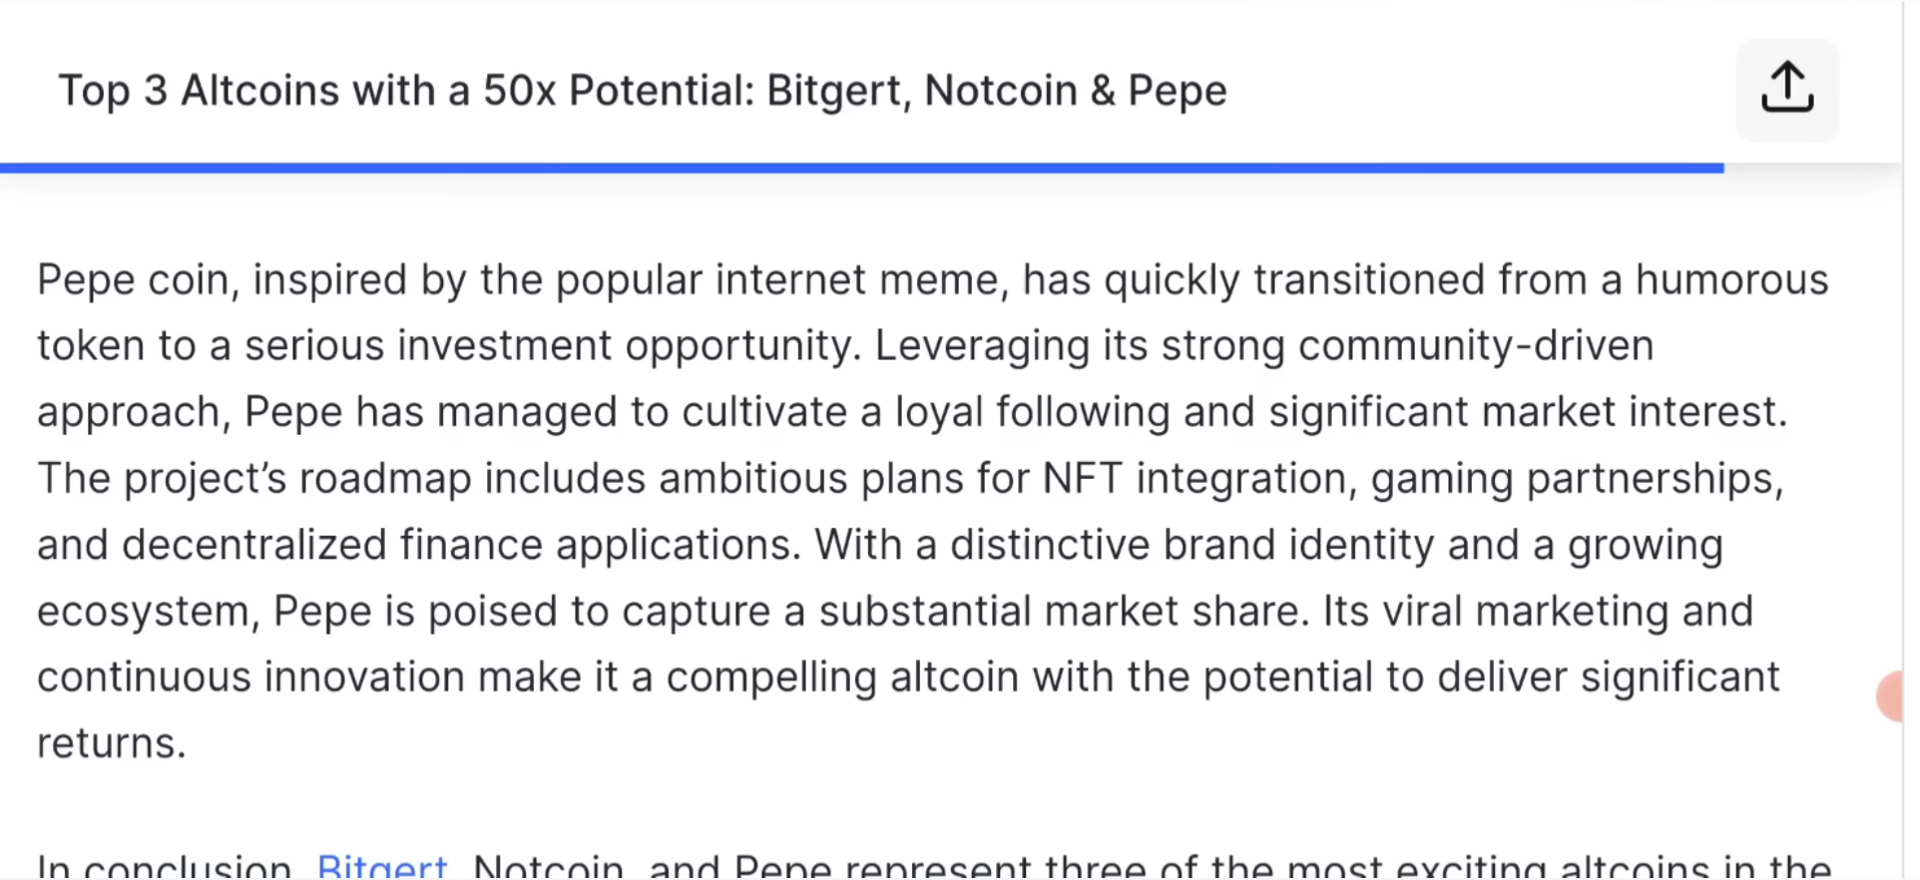 Top 3 Altcoins with a 50x Potential: Bitgert, Notcoin & Pepe
Pepe coin, inspired by the popular internet meme, has quickly transitioned from a humorous
token to a serious investment opportunity. Leveraging its strong community-driven
approach, Pepe has managed to cultivate a loyal following and significant market interest.
The project’s roadmap includes ambitious plans for NFT integration, gaming partnerships,
and decentralized finance applications. With a distinctive brand identity and a growing
ecosystem, Pepe is poised to capture a substantial market share. Its viral marketing and
continuous innovation make it a compelling altcoin with the potential to deliver significant
returns.
In conclusion, Bitgert, Notcoin, and Pepe represent three of the most exciting altcoins in the